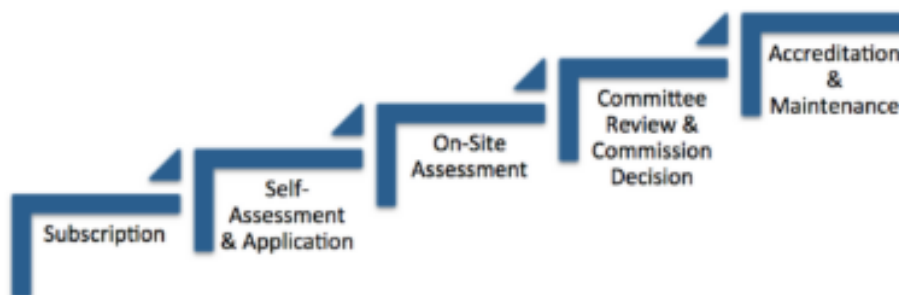 Subscription
Self-
Assessment
& Application
On-Site
Assessment
Committee
Review &
Commission
Decision
Accreditation
&
Maintenance